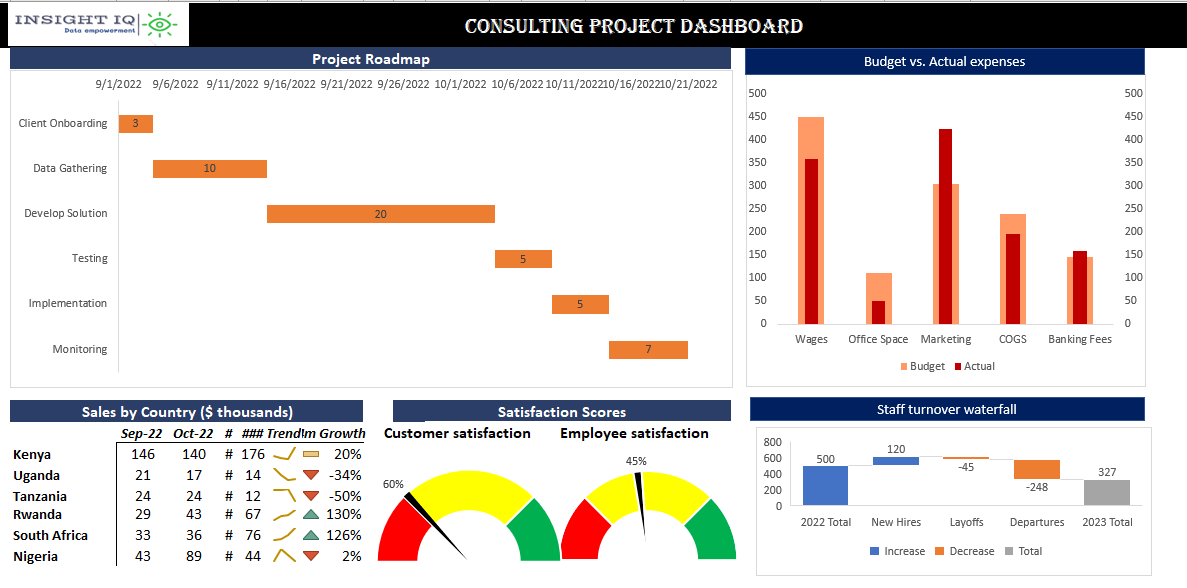 INSIGHT IQ
Data empowerment
CONSULTING PROJECT DASHBOARD
Project Roadmap
9/1/2022 9/6/2022 9/11/2022 9/16/2022 9/21/2022 9/26/2022 10/1/2022 10/6/2022 10/11/2022 10/16/2022 10/21/2022
Client Onboarding 3
Data Gathering 10
Develop Solution 20
Testing 5
Implementation 5
Monitoring 7
Budget vs. Actual expenses
500 500
450 450
400 400
350 350
300 300
250 250
200 200
150 150
100 100
50 50
0 0
Wages Office Space Marketing COGS Banking Fees
Budget Actual
Sales by Country ($ thousands)
Sep-22 Oct-22 # ### Trend Growth
Kenya 146 140 # 176 20%
Uganda 21 17 # 14 -34%
Tanzania 24 24 # 12 -50%
Rwanda 29 43 # 67 130%
South Africa 33 36 # 76 126%
Nigeria 43 89 # 44 2%
Satisfaction Scores
Customer satisfaction Employee satisfaction
60% 45%
Staff turnover waterfall
800
600
400
200
0
500 120 -45 -248 327
2022 Total New Hires Layoffs Departures 2023 Total
Increase Decrease Total